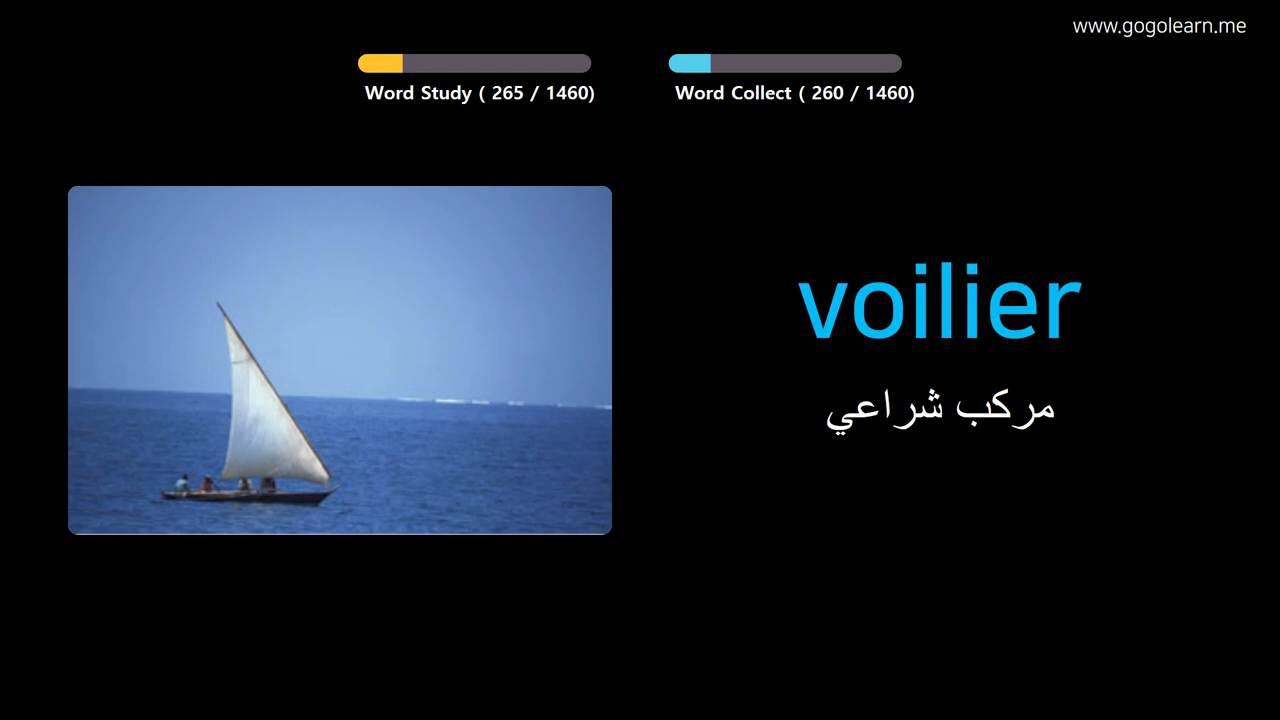 www.gogolearn.me
Word Study ( 265 / 1460)
Word Collect ( 260 / 1460)
voilier
مركب شراعي